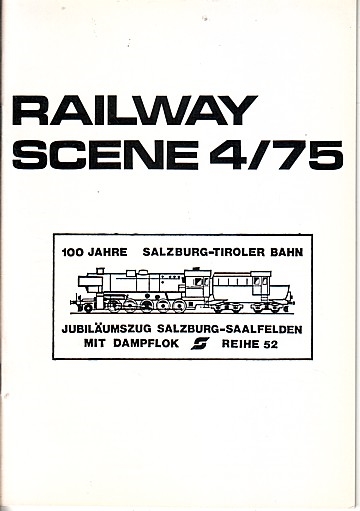 RAILWAY
SCENE 4/75
100 JAHRE SALZBURG-TIROLER BAHN
JUBILÄUMSZUG SALZBURG-SAALFELDEN
MIT DAMPFLOK REIHE 52